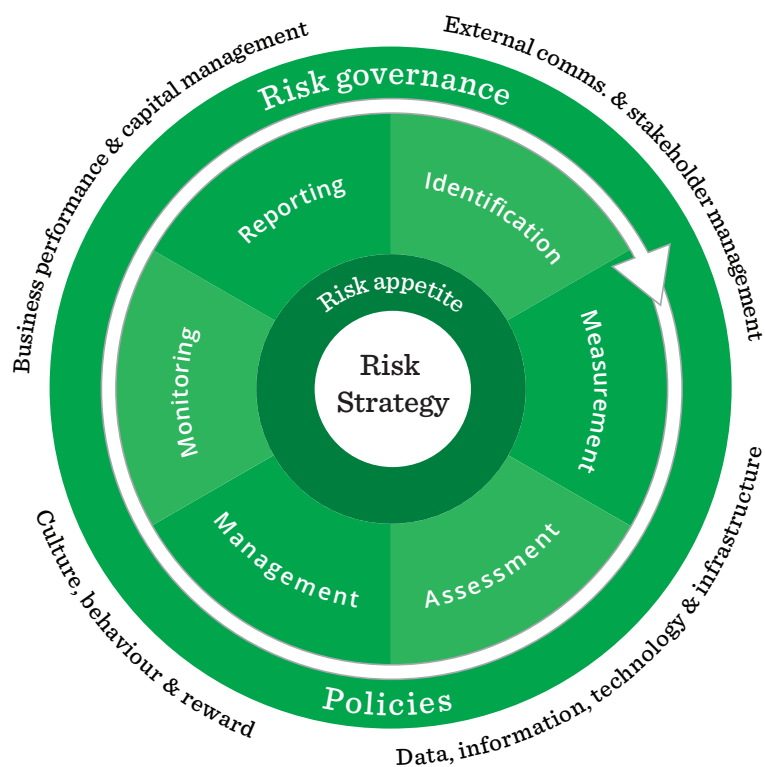 Business performance & capital management
External comms. & stakeholder management
Risk governance
Reporting
Identification
Risk appetite
Risk
Strategy
Monitoring
Measurement
Management
Assessment
Policies
Culture, behaviour & reward
Data, information, technology & infrastructure